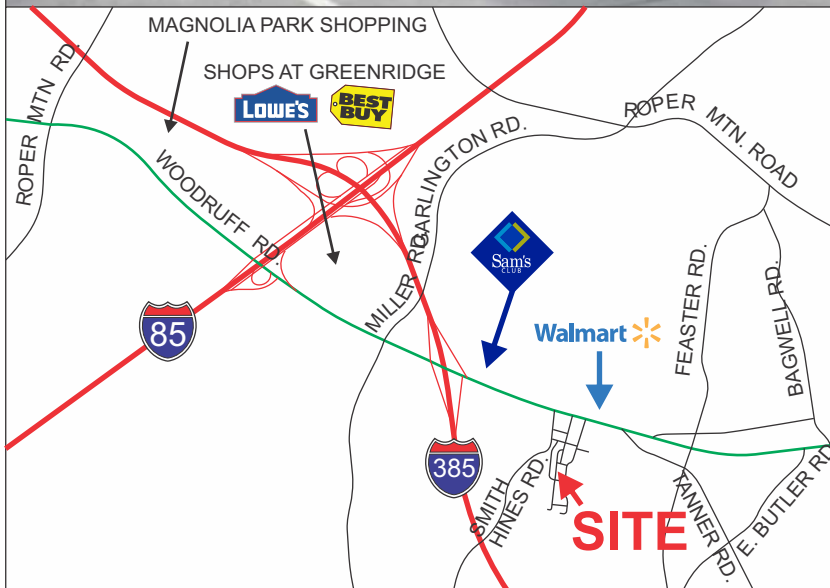 MAGNOLIA PARK SHOPPING
SHOPS AT GREENRIDGE
LOWE'S
BEST
BUY
ROPER MTN RD.
WOODRUFF RD.
DARLINGTON RD.
MILLER RD.
ROPER MTN. ROAD
Sam's
CLUB
Walmart
FEASTER RD.
BAGWELL RD.
85
385
SMITH
HINES RD.
SITE
TANNER RD.
E. BUTLER RD